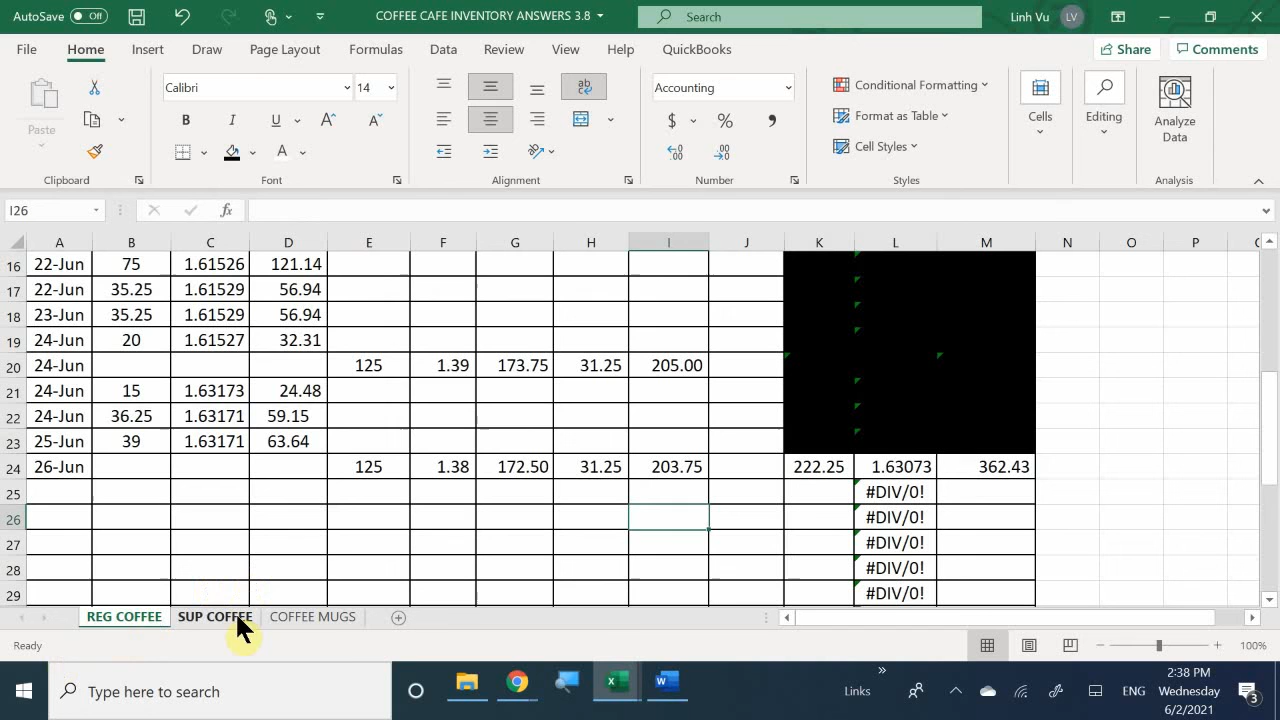 AutoSave Off COFFEE CAFE INVENTORY ANSWERS 3.8 Search Linh Vu LV
File Home Insert Draw Page Layout Formulas Data Review View Help QuickBooks Share Comments
Paste Calibri 14 Accounting Conditional Formatting Format as Table Cell Styles Cells Editing Analyze Data
Clipboard Font Alignment Number Styles Analysis
I26 fx
A B C D E F G H I J K L M N O P
16 22-Jun 75 1.61526 121.14
17 22-Jun 35.25 1.61529 56.94
18 23-Jun 35.25 1.61529 56.94
19 24-Jun 20 1.61527 32.31
20 24-Jun 125 1.39 173.75 31.25 205.00
21 24-Jun 15 1.63173 24.48
22 24-Jun 36.25 1.63171 59.15
23 25-Jun 39 1.63171 63.64
24 26-Jun 125 1.38 172.50 31.25 203.75 222.25 1.63073 362.43
25 #DIV/0!
26 #DIV/0!
27 #DIV/0!
28 #DIV/0!
29 #DIV/0!
REG COFFEE SUP COFFEE COFFEE MUGS
Ready 100%
Type here to search Links ENG 2:38 PM
Wednesday
6/2/2021 3